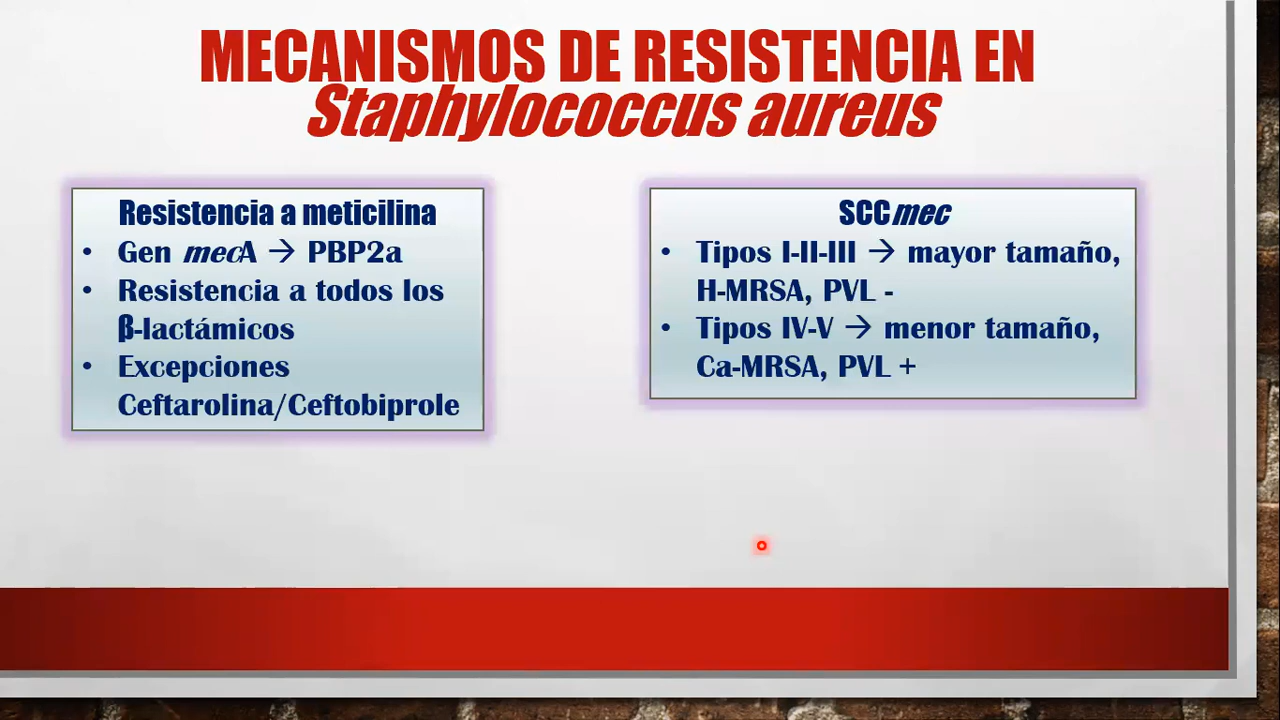 MECANISMOS DE RESISTENCIA EN
Staphylococcus aureus
Resistencia a meticilina
• Gen mecA → PBP2a
• Resistencia a todos los
β-lactámicos
• Excepciones
Ceftarolina/Ceftobiprole
SCCmec
• Tipos I-II-III → mayor tamaño,
H-MRSA, PVL -
• Tipos IV-V → menor tamaño,
Ca-MRSA, PVL +